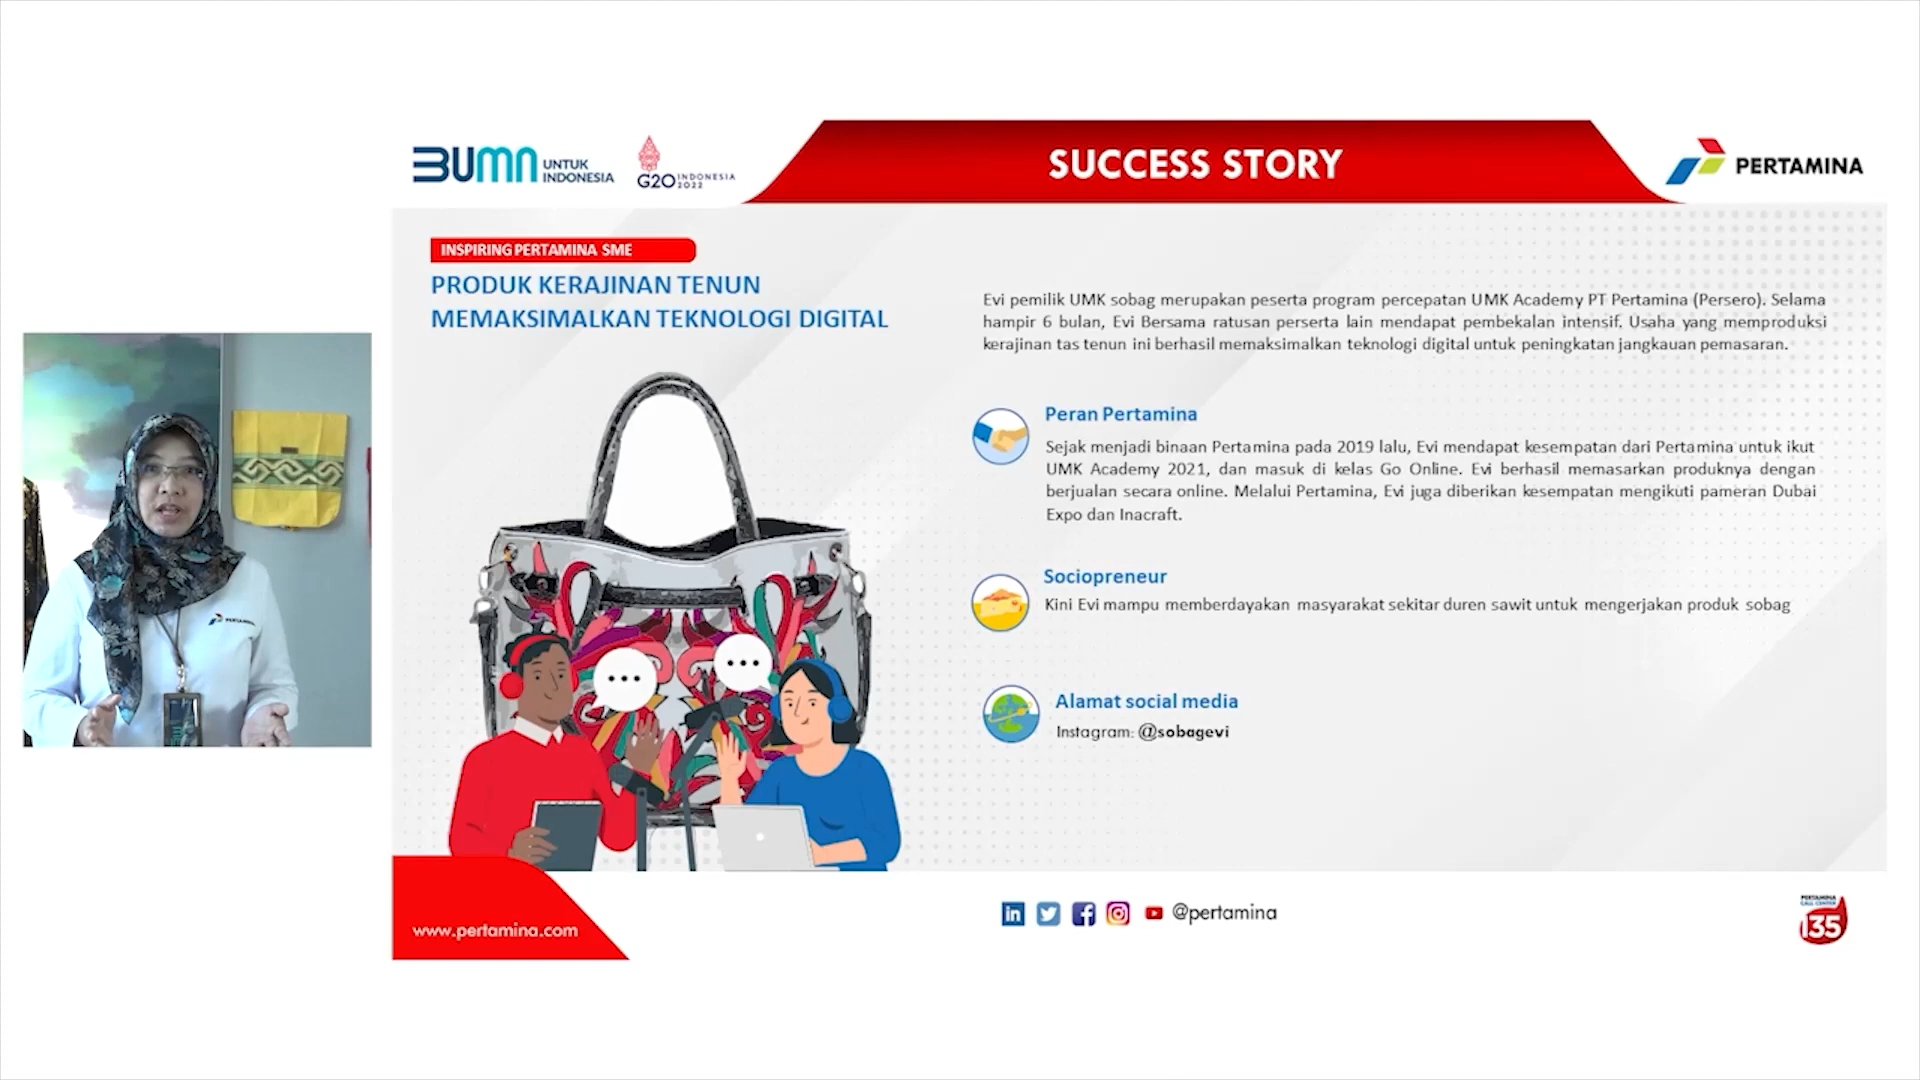 BUMN UNTUK
INDONESIA
G20 INDONESIA
2022
SUCCESS STORY
PERTAMINA
INSPIRING PERTAMINA SME
PRODUK KERAJINAN TENUN
MEMAKSIMALKAN TEKNOLOGI DIGITAL
Evi pemilik UMK sobag merupakan peserta program percepatan UMK Academy PT Pertamina (Persero). Selama
hampir 6 bulan, Evi Bersama ratusan perserta lain mendapat pembekalan intensif. Usaha yang memproduksi
kerajinan tas tenun ini berhasil memaksimalkan teknologi digital untuk peningkatan jangkauan pemasaran.
Peran Pertamina
Sejak menjadi binaan Pertamina pada 2019 lalu, Evi mendapat kesempatan dari Pertamina untuk ikut
UMK Academy 2021, dan masuk di kelas Go Online. Evi berhasil memasarkan produknya dengan
berjualan secara online. Melalui Pertamina, Evi juga diberikan kesempatan mengikuti pameran Dubai
Expo dan Inacraft.
Sociopreneur
Kini Evi mampu memberdayakan masyarakat sekitar duren sawit untuk mengerjakan produk sobag
Alamat social media
Instagram: @sobagevi
PERTAMINA
www.pertamina.com
@pertamina
PERTAMINA
CALL CENTER
135